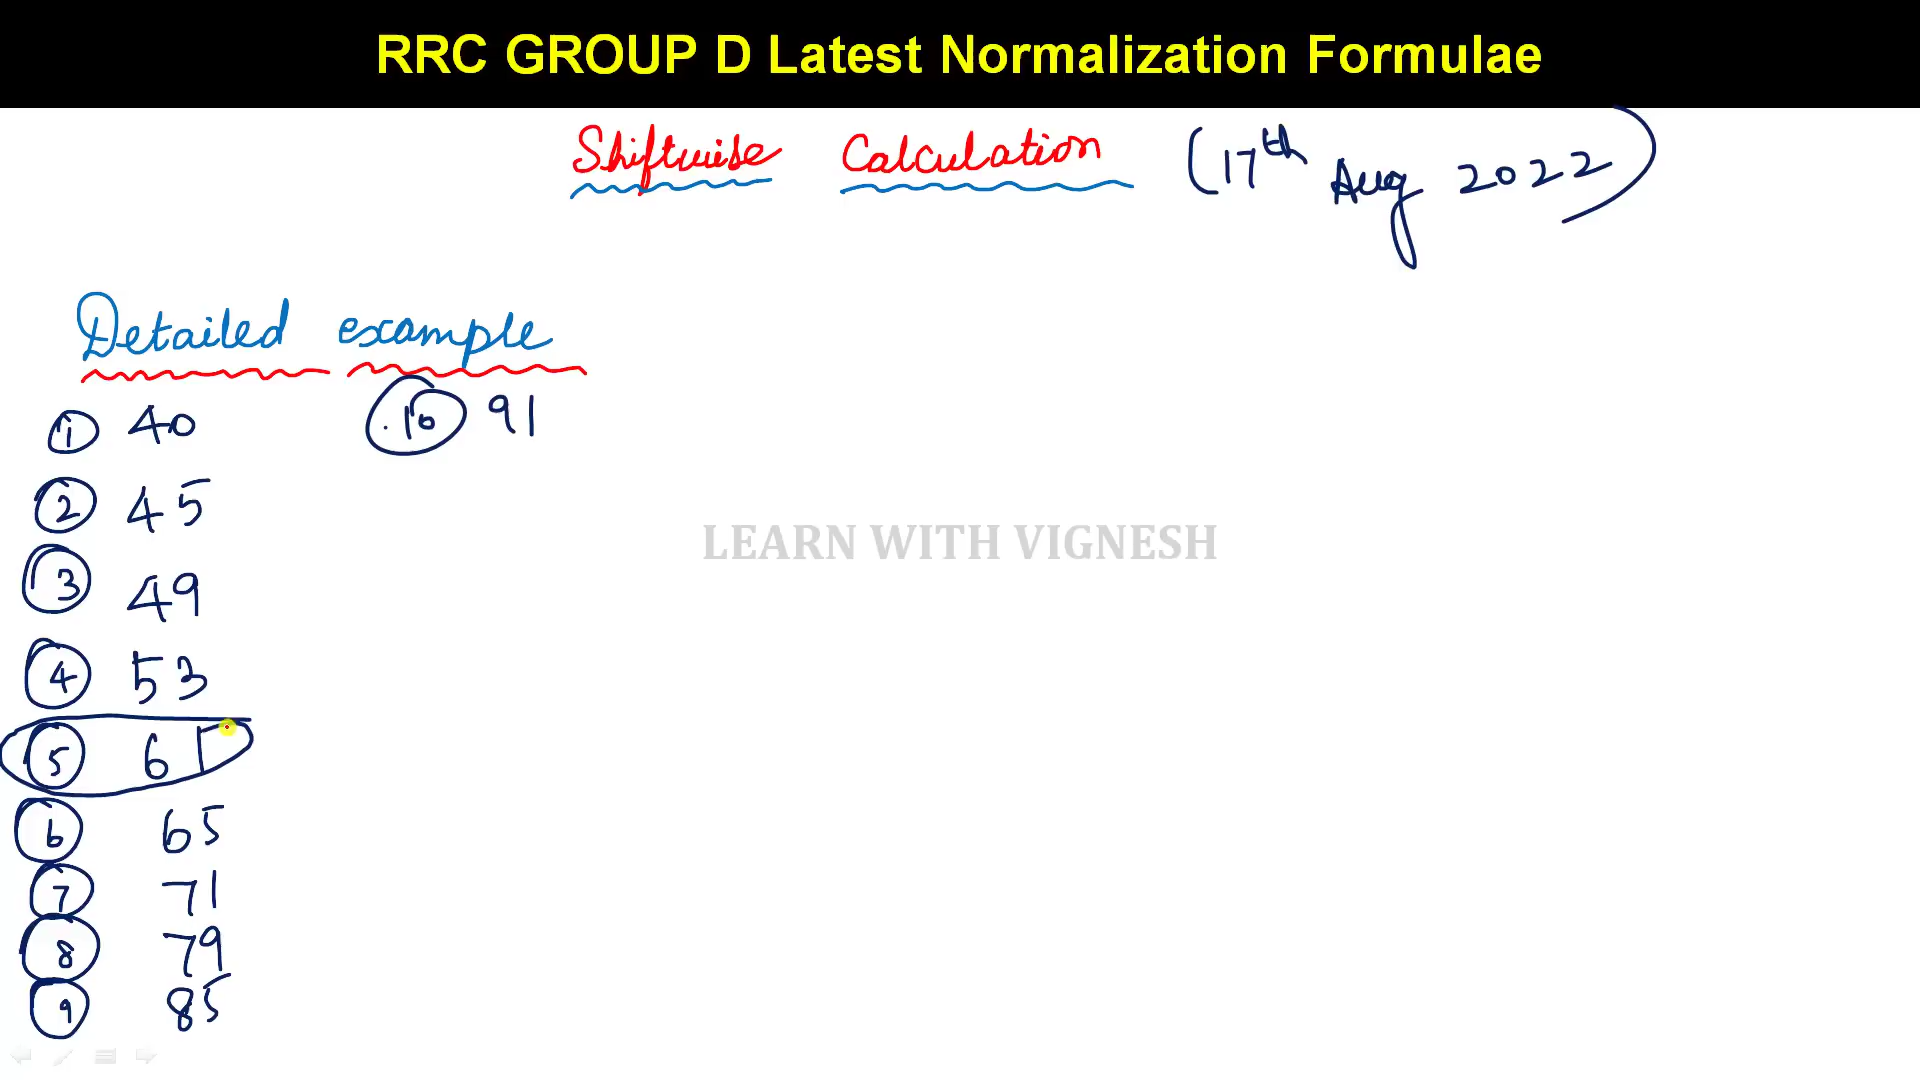 RRC GROUP D Latest Normalization Formulae
Shiftwise Calculation (17th Aug 2022)
Detailed example
① 40
② 45
③ 49
④ 53
⑤ 61
⑥ 65
⑦ 71
⑧ 79
⑨ 85
⑩ 91
LEARN WITH VIGNESH